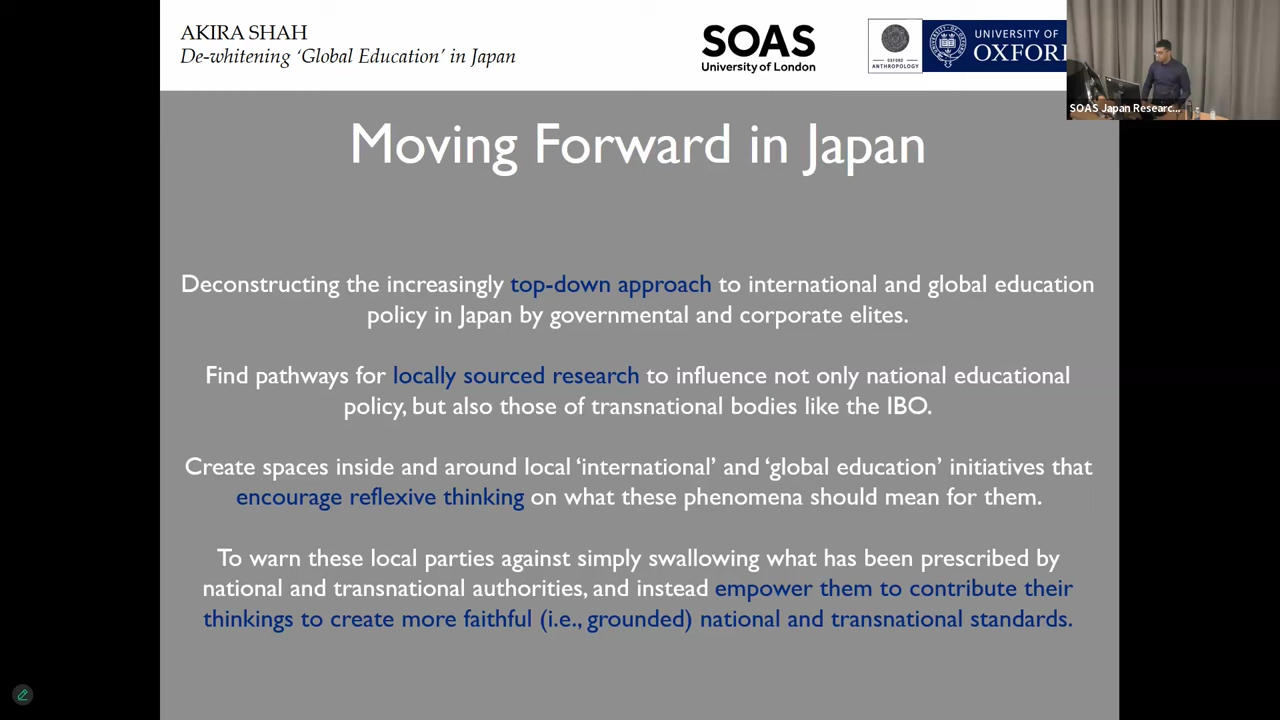 AKIRA SHAH
De-whitening ‘Global Education’ in Japan
SOAS
University of London
OXFORD
ANTHROPOLOGY
UNIVERSITY OF
OXFORD
SOAS Japan Researc...
Moving Forward in Japan
Deconstructing the increasingly top-down approach to international and global education
policy in Japan by governmental and corporate elites.
Find pathways for locally sourced research to influence not only national educational
policy, but also those of transnational bodies like the IBO.
Create spaces inside and around local ‘international’ and ‘global education’ initiatives that
encourage reflexive thinking on what these phenomena should mean for them.
To warn these local parties against simply swallowing what has been prescribed by
national and transnational authorities, and instead empower them to contribute their
thinkings to create more faithful (i.e., grounded) national and transnational standards.